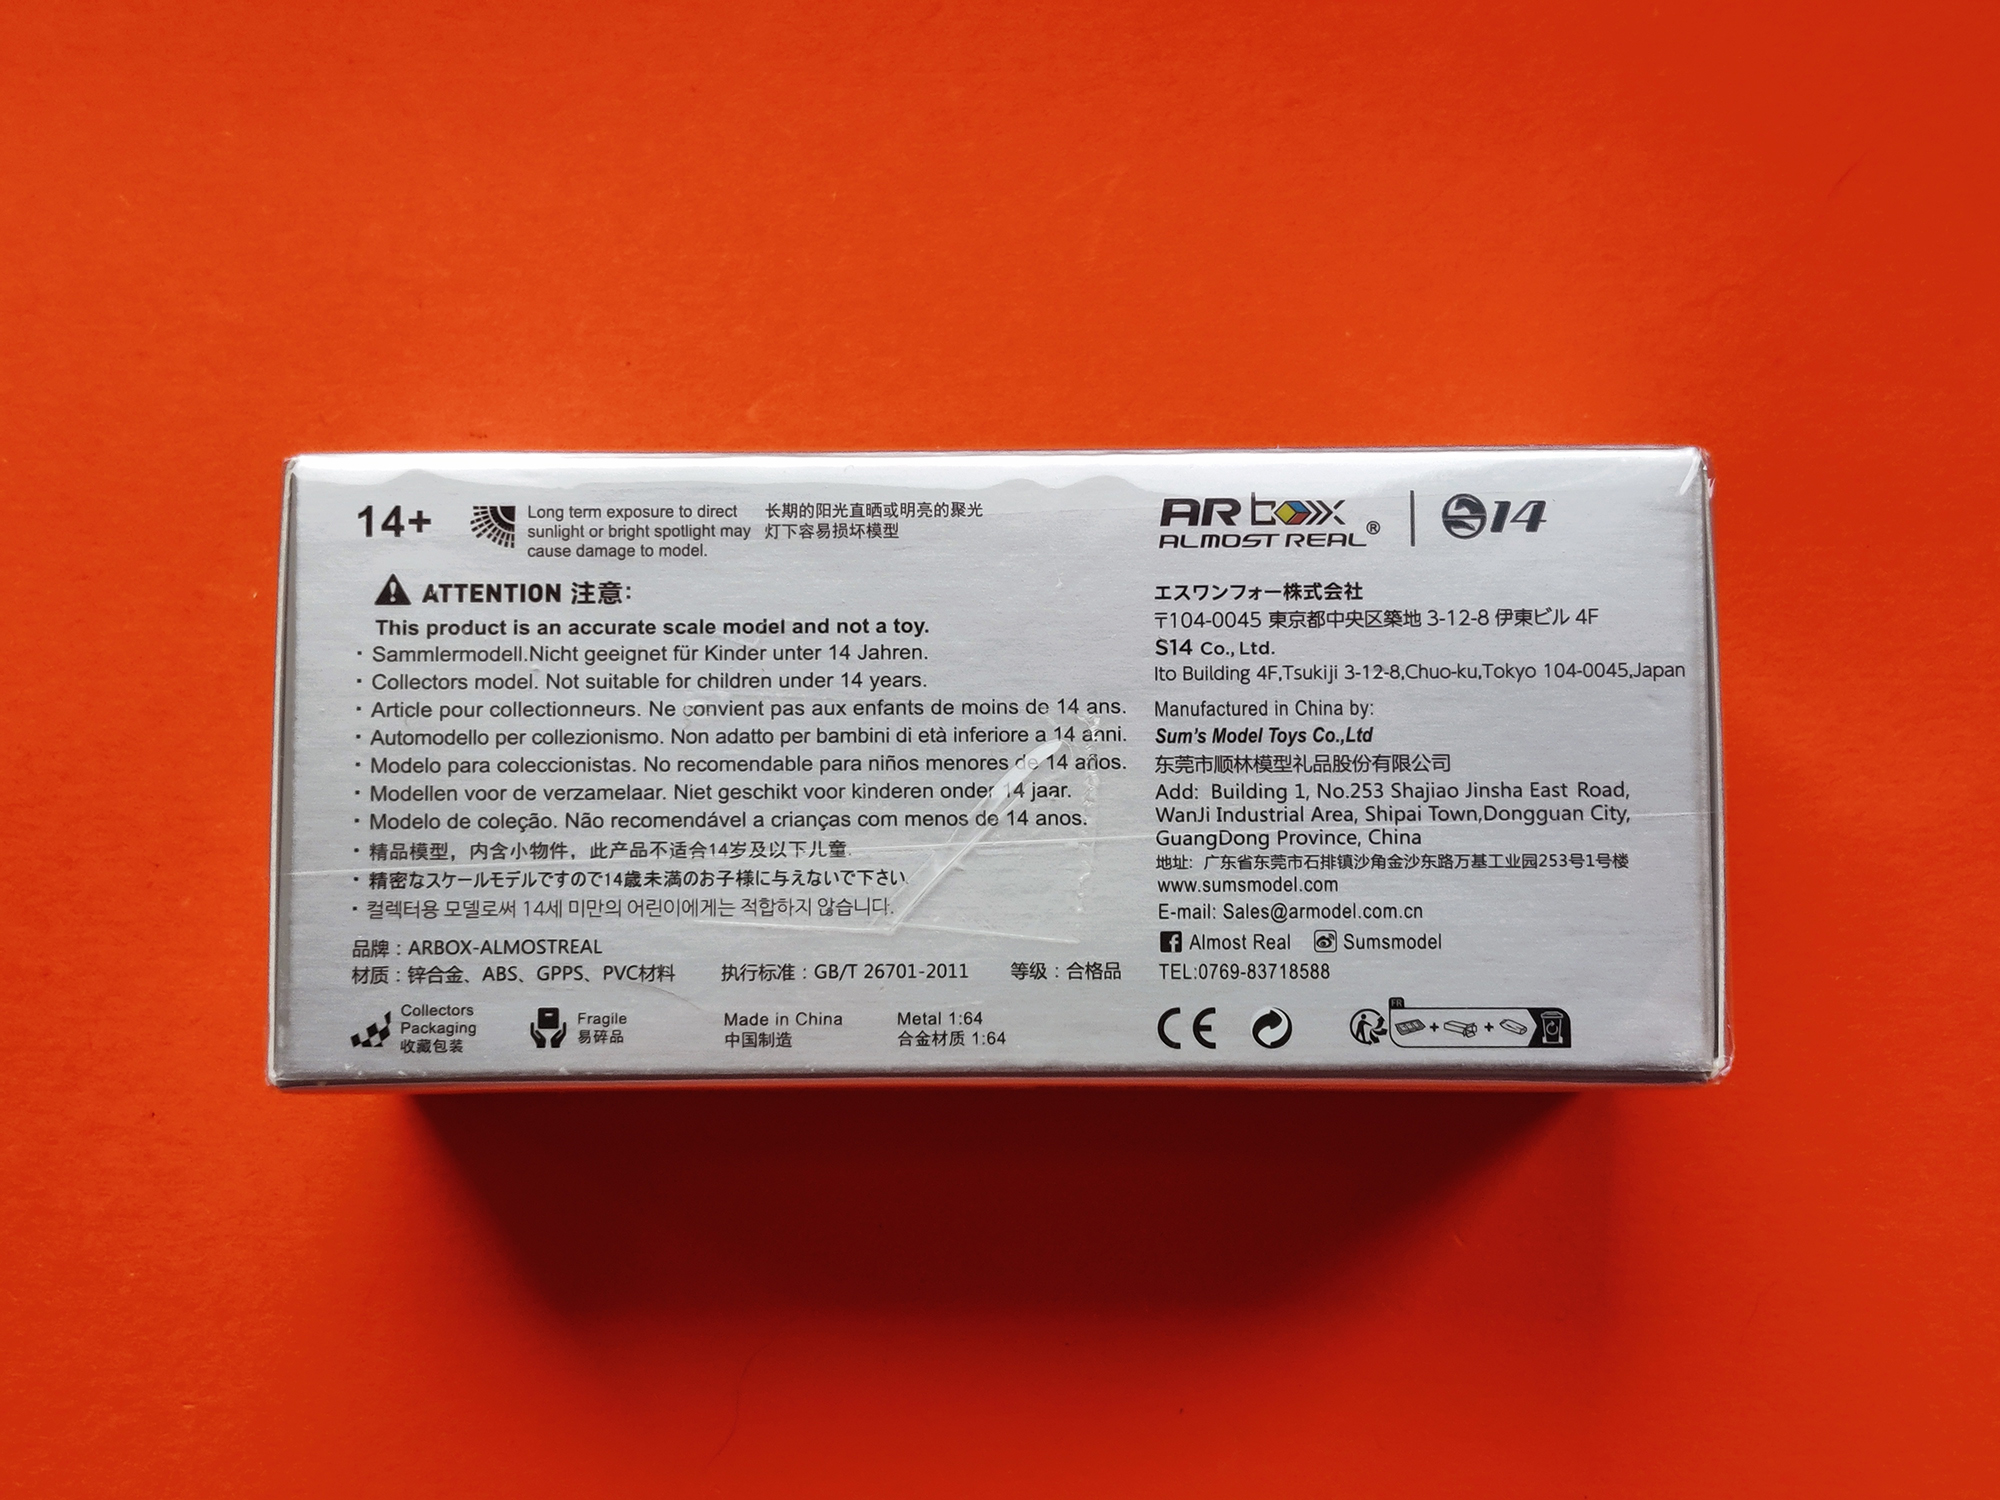 14+
Long term exposure to direct
sunlight or bright spotlight may
cause damage to model.
长期的阳光直晒或明亮的聚光
灯下容易损坏模型
ATTENTION 注意:
This product is an accurate scale model and not a toy.
· Sammlermodell.Nicht geeignet für Kinder unter 14 Jahren.
· Collectors model. Not suitable for children under 14 years.
· Article pour collectionneurs. Ne convient pas aux enfants de moins de 14 ans.
· Automodello per collezionismo. Non adatto per bambini di età inferiore a 14 anni.
· Modelo para coleccionistas. No recomendable para niños menores de 14 años.
· Modellen voor de verzamelaar. Niet geschikt voor kinderen onder 14 jaar.
· Modelo de coleção. Não recomendável a crianças com menos de 14 anos.
· 精品模型，内含小物件，此产品不适合14岁及以下儿童.
· 精密なスケールモデルですので14歳未満のお子様に与えないで下さい.
· 컬렉터용 모델로써 14세 미만의 어린이에게는 적합하지 않습니다.
品牌：ARBOX-ALMOSTREAL
材质：锌合金、ABS、GPPS、PVC材料 执行标准：GB/T 26701-2011 等级：合格品
Collectors
Packaging
收藏包装
Fragile
易碎品
Made in China
中国制造
Metal 1:64
合金材质 1:64
AR box
ALMOST REAL®
S14
エスワンフォー株式会社
〒104-0045 東京都中央区築地 3-12-8 伊東ビル 4F
S14 Co., Ltd.
Ito Building 4F,Tsukiji 3-12-8,Chuo-ku,Tokyo 104-0045,Japan
Manufactured in China by:
Sum's Model Toys Co.,Ltd
东莞市顺林模型礼品股份有限公司
Add: Building 1, No.253 Shajiao Jinsha East Road,
WanJi Industrial Area, Shipai Town,Dongguan City,
GuangDong Province, China
地址: 广东省东莞市石排镇沙角金沙东路万基工业园253号1号楼
www.sumsmodel.com
E-mail: Sales@armodel.com.cn
Almost Real Sumsmodel
TEL:0769-83718588
CE
FR